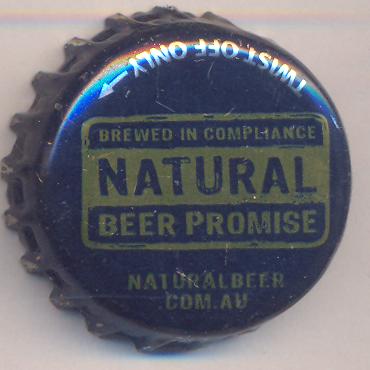 TWIST OFF ONLY
BREWED IN COMPLIANCE
NATURAL
BEER PROMISE
NATURALBEER
.COM.AU